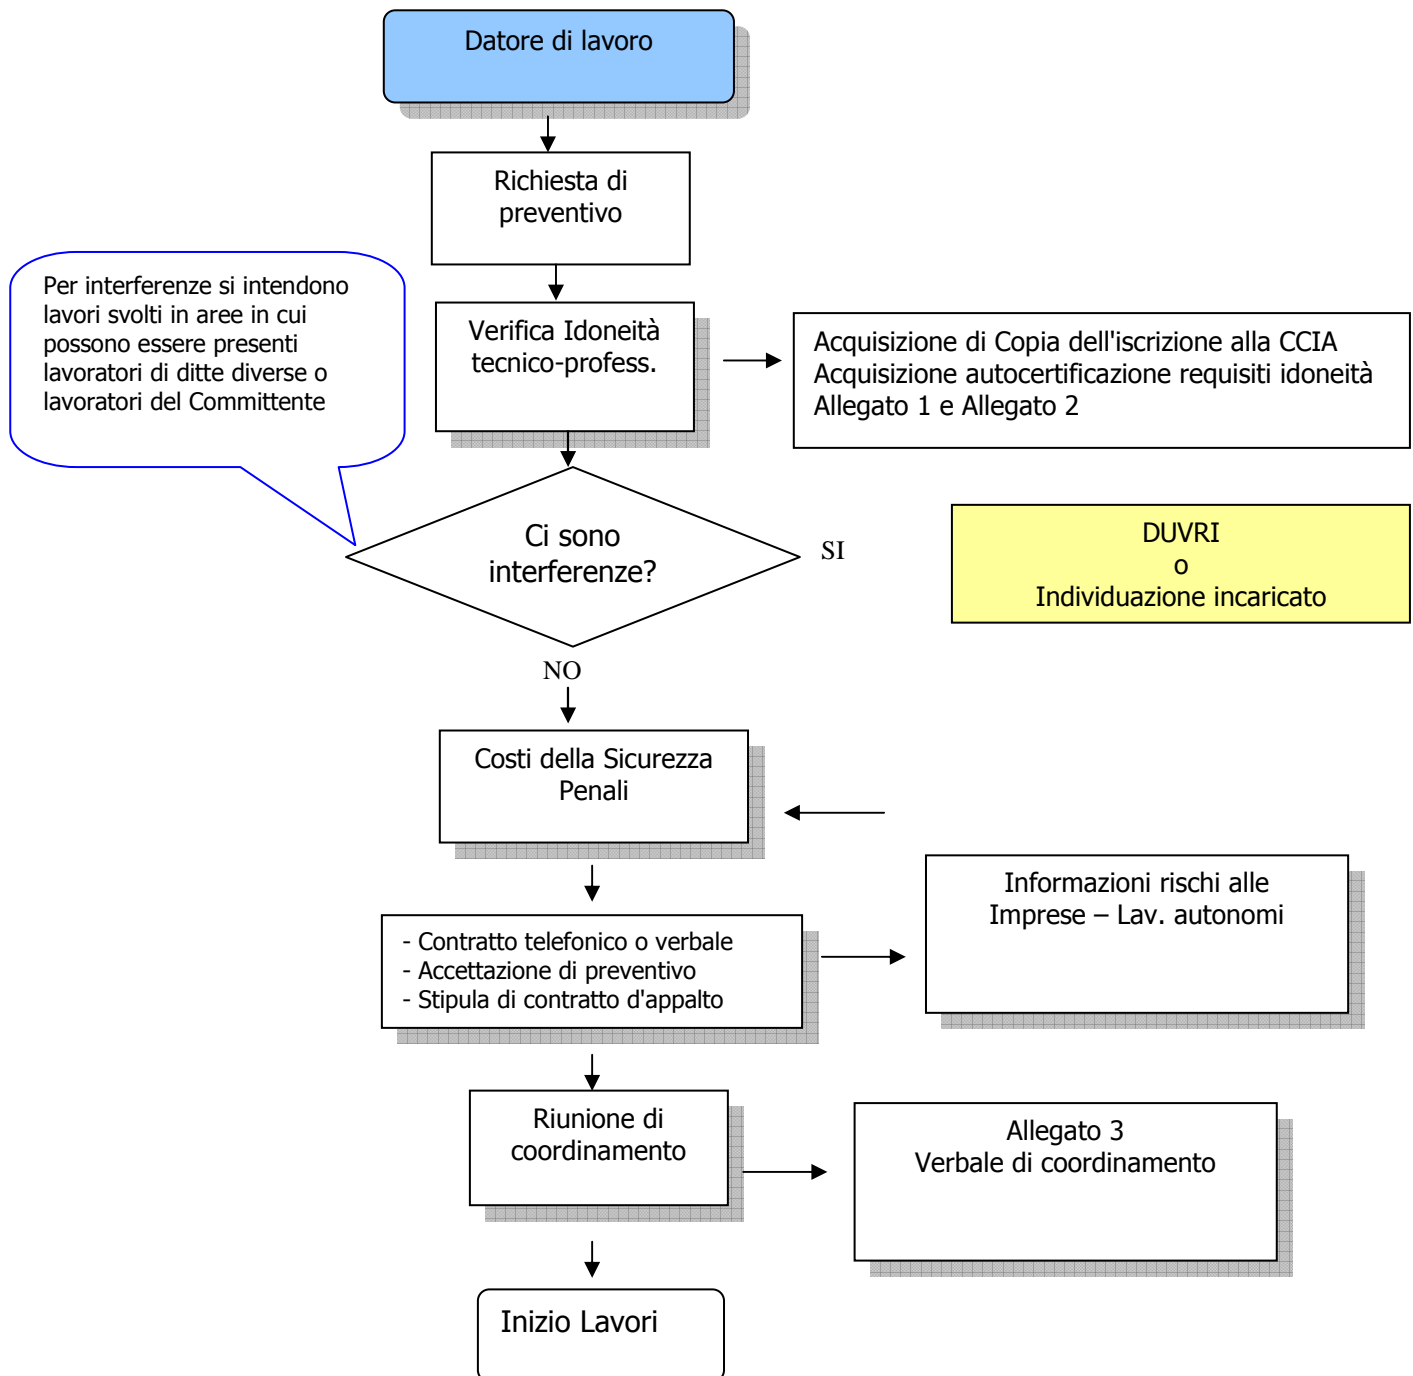 Datore di lavoro
Richiesta di
preventivo
Per interferenze si intendono
lavori svolti in aree in cui
possono essere presenti
lavoratori di ditte diverse o
lavoratori del Committente
Verifica Idoneità
tecnico-profess.
Acquisizione di Copia dell'iscrizione alla CCIA
Acquisizione autocertificazione requisiti idoneità
Allegato 1 e Allegato 2
Ci sono
interferenze?
SI
DUVRI
o
Individuazione incaricato
NO
Costi della Sicurezza
Penali
Informazioni rischi alle
Imprese – Lav. autonomi
- Contratto telefonico o verbale
- Accettazione di preventivo
- Stipula di contratto d'appalto
Riunione di
coordinamento
Allegato 3
Verbale di coordinamento
Inizio Lavori